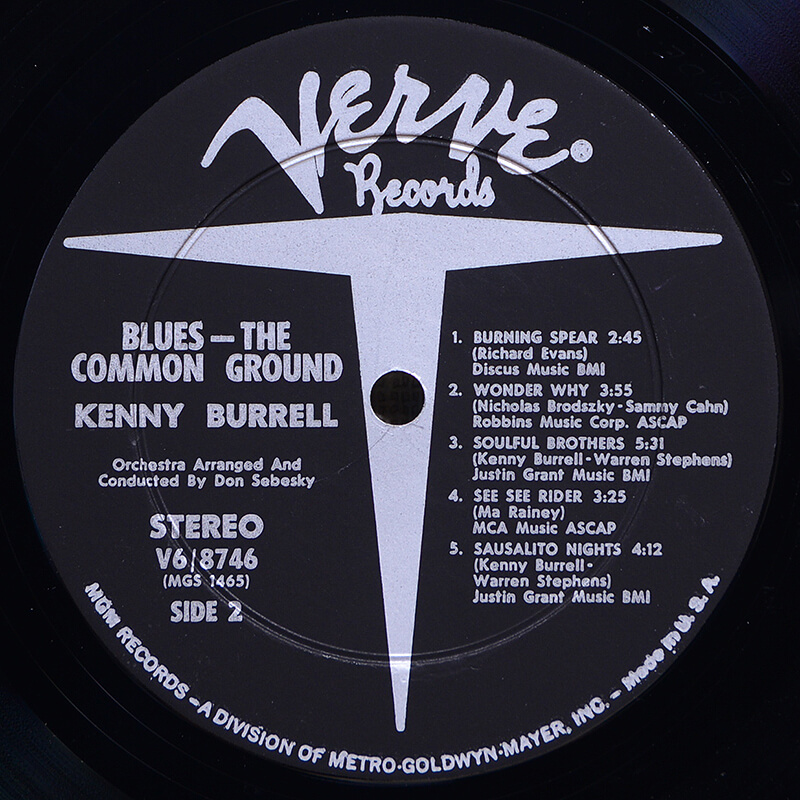 Verve
Records
BLUES — THE
COMMON GROUND
KENNY BURRELL
Orchestra Arranged And
Conducted By Don Sebesky
STEREO
V6/8746
(MGS 1465)
SIDE 2
1. BURNING SPEAR 2:45
(Richard Evans)
Discus Music BMI
2. WONDER WHY 3:55
(Nicholas Brodszky - Sammy Cahn)
Robbins Music Corp. ASCAP
3. SOULFUL BROTHERS 5:31
(Kenny Burrell - Warren Stephens)
Justin Grant Music BMI
4. SEE SEE RIDER 3:25
(Ma Rainey)
MCA Music ASCAP
5. SAUSALITO NIGHTS 4:12
(Kenny Burrell -
Warren Stephens)
Justin Grant Music BMI
MGM RECORDS - A DIVISION OF METRO-GOLDWYN-MAYER, INC. - Made in U. S. A.